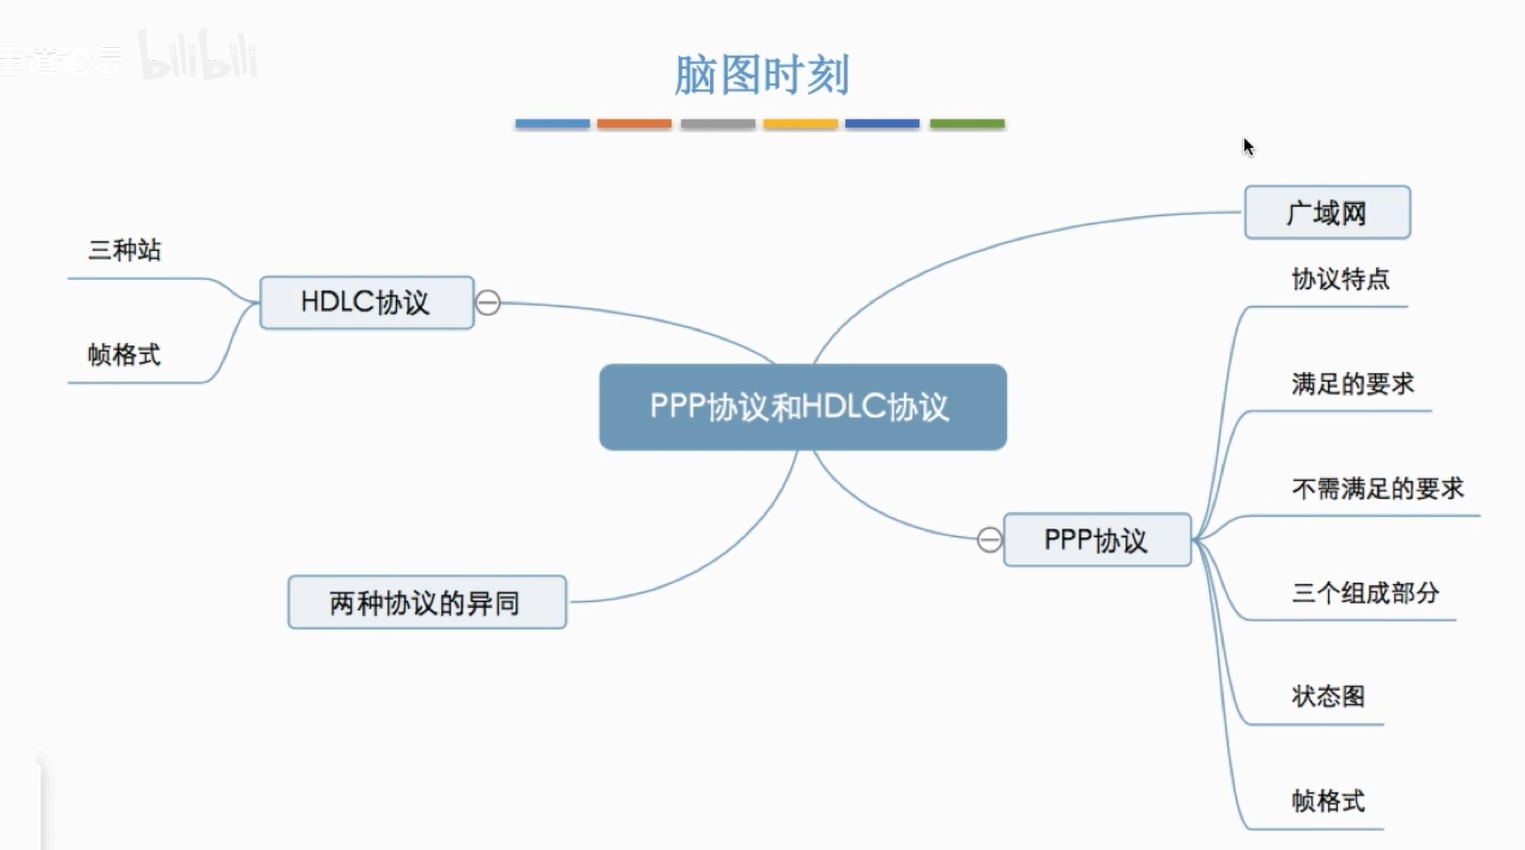 王道论坛 bilibili
脑图时刻
广域网
三种站
HDLC协议
帧格式
PPP协议和HDLC协议
两种协议的异同
PPP协议
协议特点
满足的要求
不需满足的要求
三个组成部分
状态图
帧格式